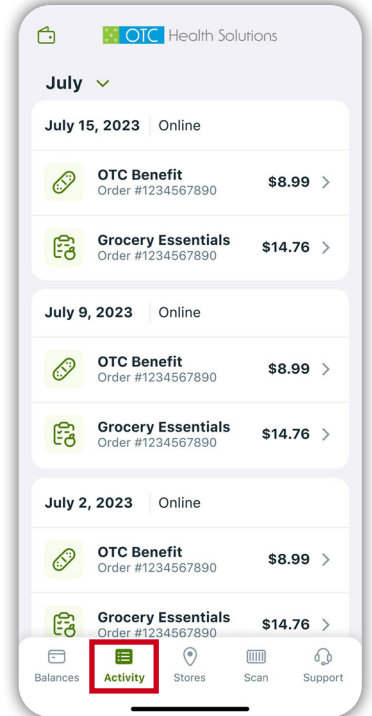 OTC Health Solutions
July
July 15, 2023 Online
OTC Benefit
Order #1234567890
$8.99
Grocery Essentials
Order #1234567890
$14.76
July 9, 2023 Online
OTC Benefit
Order #1234567890
$8.99
Grocery Essentials
Order #1234567890
$14.76
July 2, 2023 Online
OTC Benefit
Order #1234567890
$8.99
Grocery Essentials
Order #1234567890
$14.76
Balances Activity Stores Scan Support